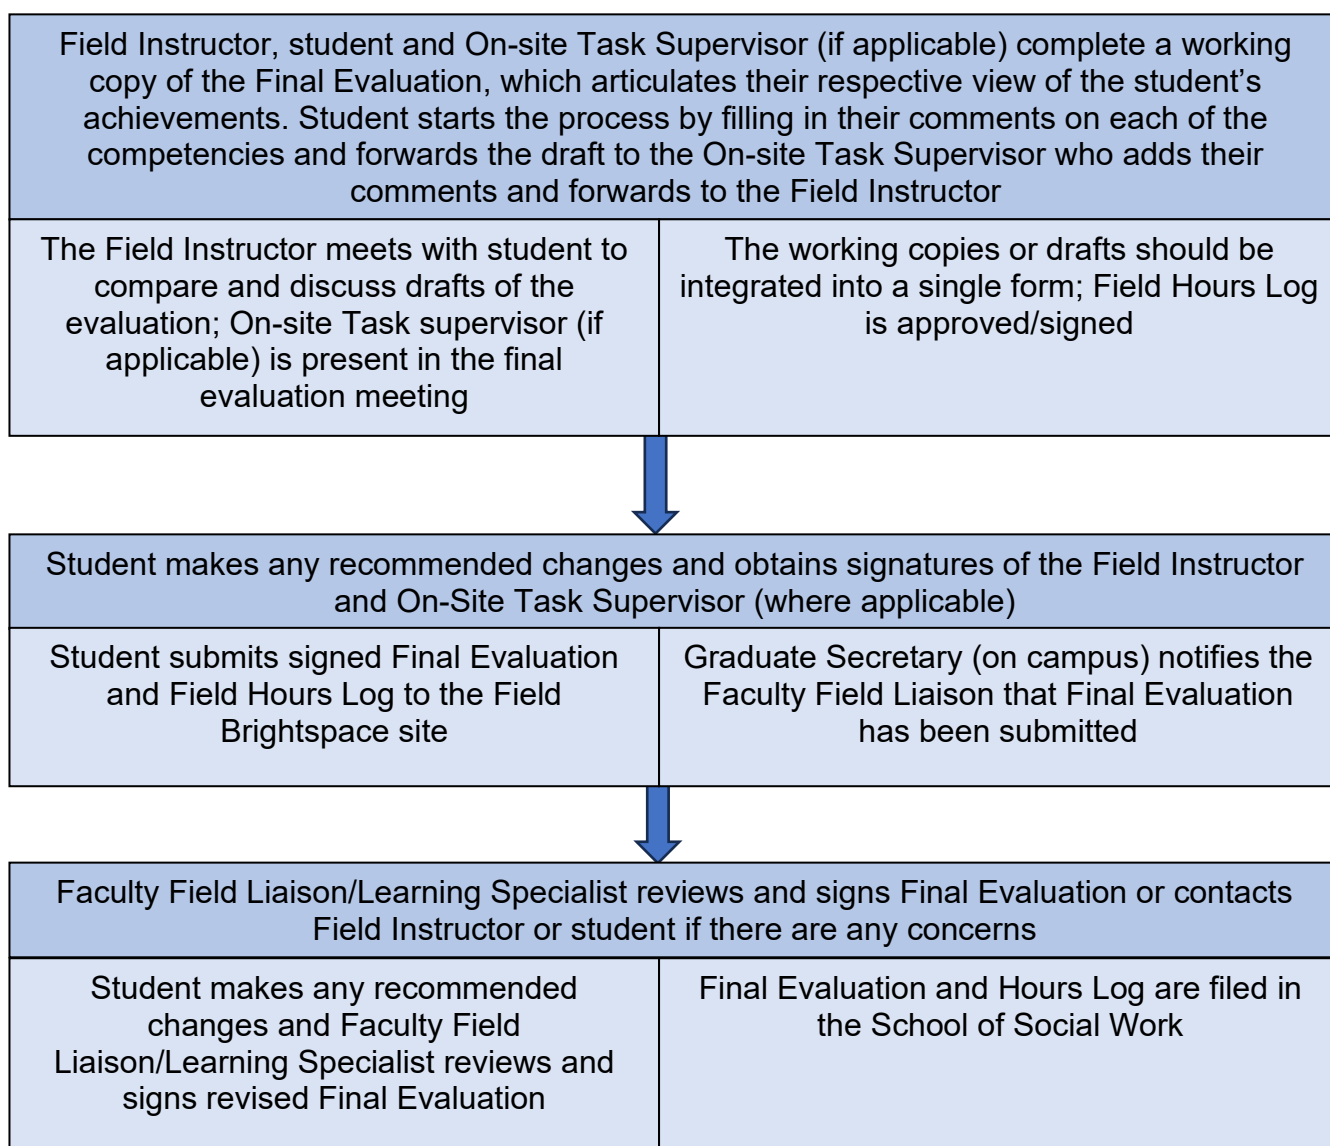 Field Instructor, student and On-site Task Supervisor (if applicable) complete a working
copy of the Final Evaluation, which articulates their respective view of the student’s
achievements. Student starts the process by filling in their comments on each of the
competencies and forwards the draft to the On-site Task Supervisor who adds their
comments and forwards to the Field Instructor
The Field Instructor meets with student to
compare and discuss drafts of the
evaluation; On-site Task supervisor (if
applicable) is present in the final
evaluation meeting
The working copies or drafts should be
integrated into a single form; Field Hours Log
is approved/signed
Student makes any recommended changes and obtains signatures of the Field Instructor
and On-Site Task Supervisor (where applicable)
Student submits signed Final Evaluation
and Field Hours Log to the Field
Brightspace site
Graduate Secretary (on campus) notifies the
Faculty Field Liaison that Final Evaluation
has been submitted
Faculty Field Liaison/Learning Specialist reviews and signs Final Evaluation or contacts
Field Instructor or student if there are any concerns
Student makes any recommended
changes and Faculty Field
Liaison/Learning Specialist reviews and
signs revised Final Evaluation
Final Evaluation and Hours Log are filed in
the School of Social Work